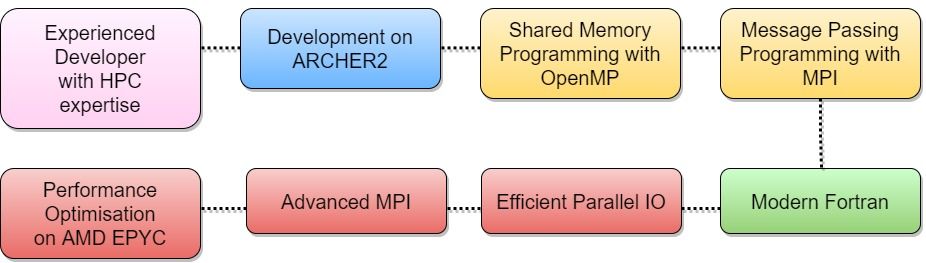 Experienced
Developer
with HPC
expertise
Development on
ARCHER2
Shared Memory
Programming with
OpenMP
Message Passing
Programming with
MPI
Performance
Optimisation
on AMD EPYC
Advanced MPI
Efficient Parallel IO
Modern Fortran